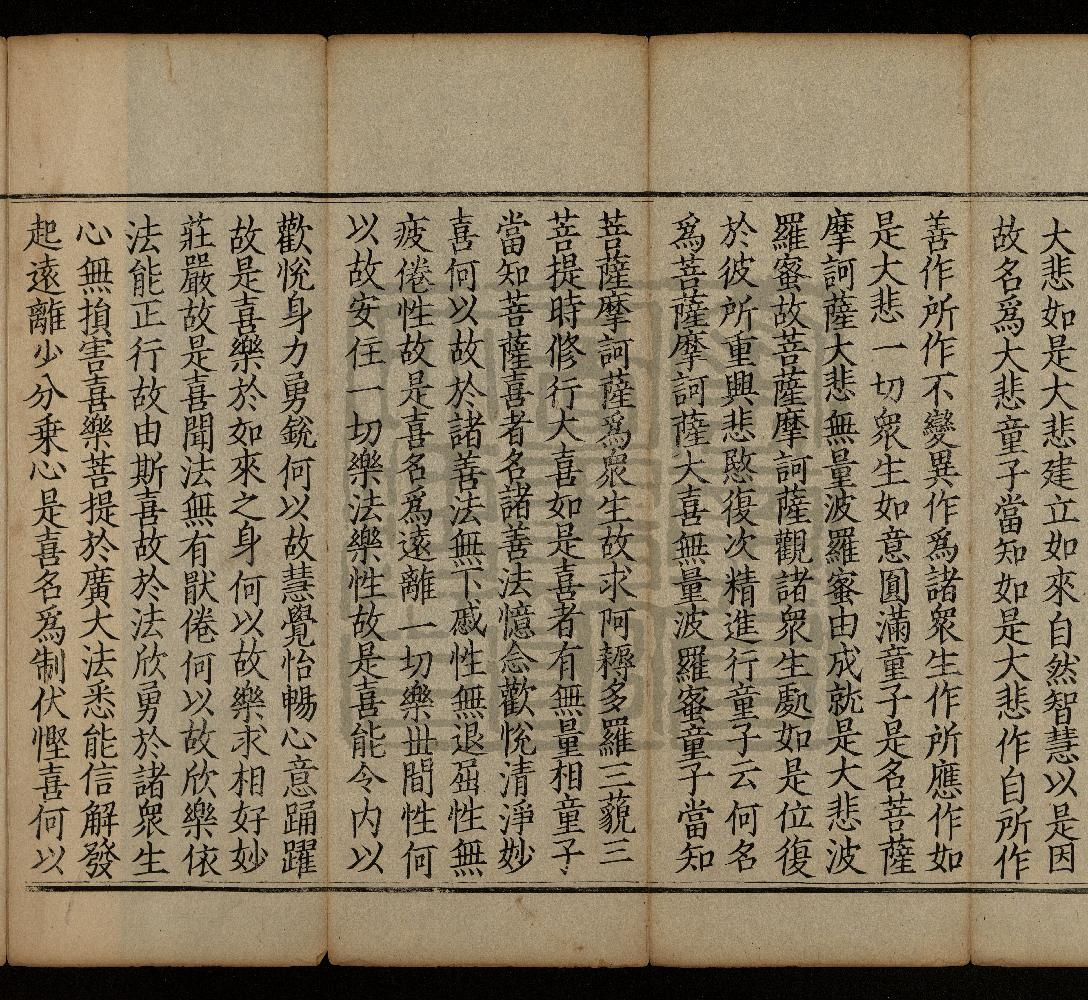 大悲如是大悲建立如來自然智慧以是因
故名爲大悲童子當知如是大悲作自所作
善作所作不變異作爲諸衆生作所應作如
是大悲一切衆生如意圓滿童子是名菩薩
摩訶薩大悲無量波羅蜜由成就是大悲波
羅蜜故菩薩摩訶薩觀諸衆生處如是位復
於彼所重興悲愍復次精進行童子云何名
爲菩薩摩訶薩大喜無量波羅蜜童子當知
菩薩摩訶薩爲衆生故求阿耨多羅三藐三
菩提時修行大喜如是喜者有無量相童子
當知菩薩喜者名諸善法憶念歡悅清淨妙
喜何以故於諸善法無下慼性無退屈性無
疲倦性故是喜名爲遠離一切樂世間性何
以故安住一切樂法樂性故是喜能令内以
歡悅身力勇銳何以故慧覺怡暢心意踊躍
故是喜樂於如來之身何以故樂求相好妙
莊嚴故是喜聞法無有猒倦何以故欣樂依
法能正行故由斯喜故於法欣勇於諸衆生
心無損害喜樂菩提於廣大法悉能信解發
起遠離少分乗心是喜名爲制伏慳喜何以